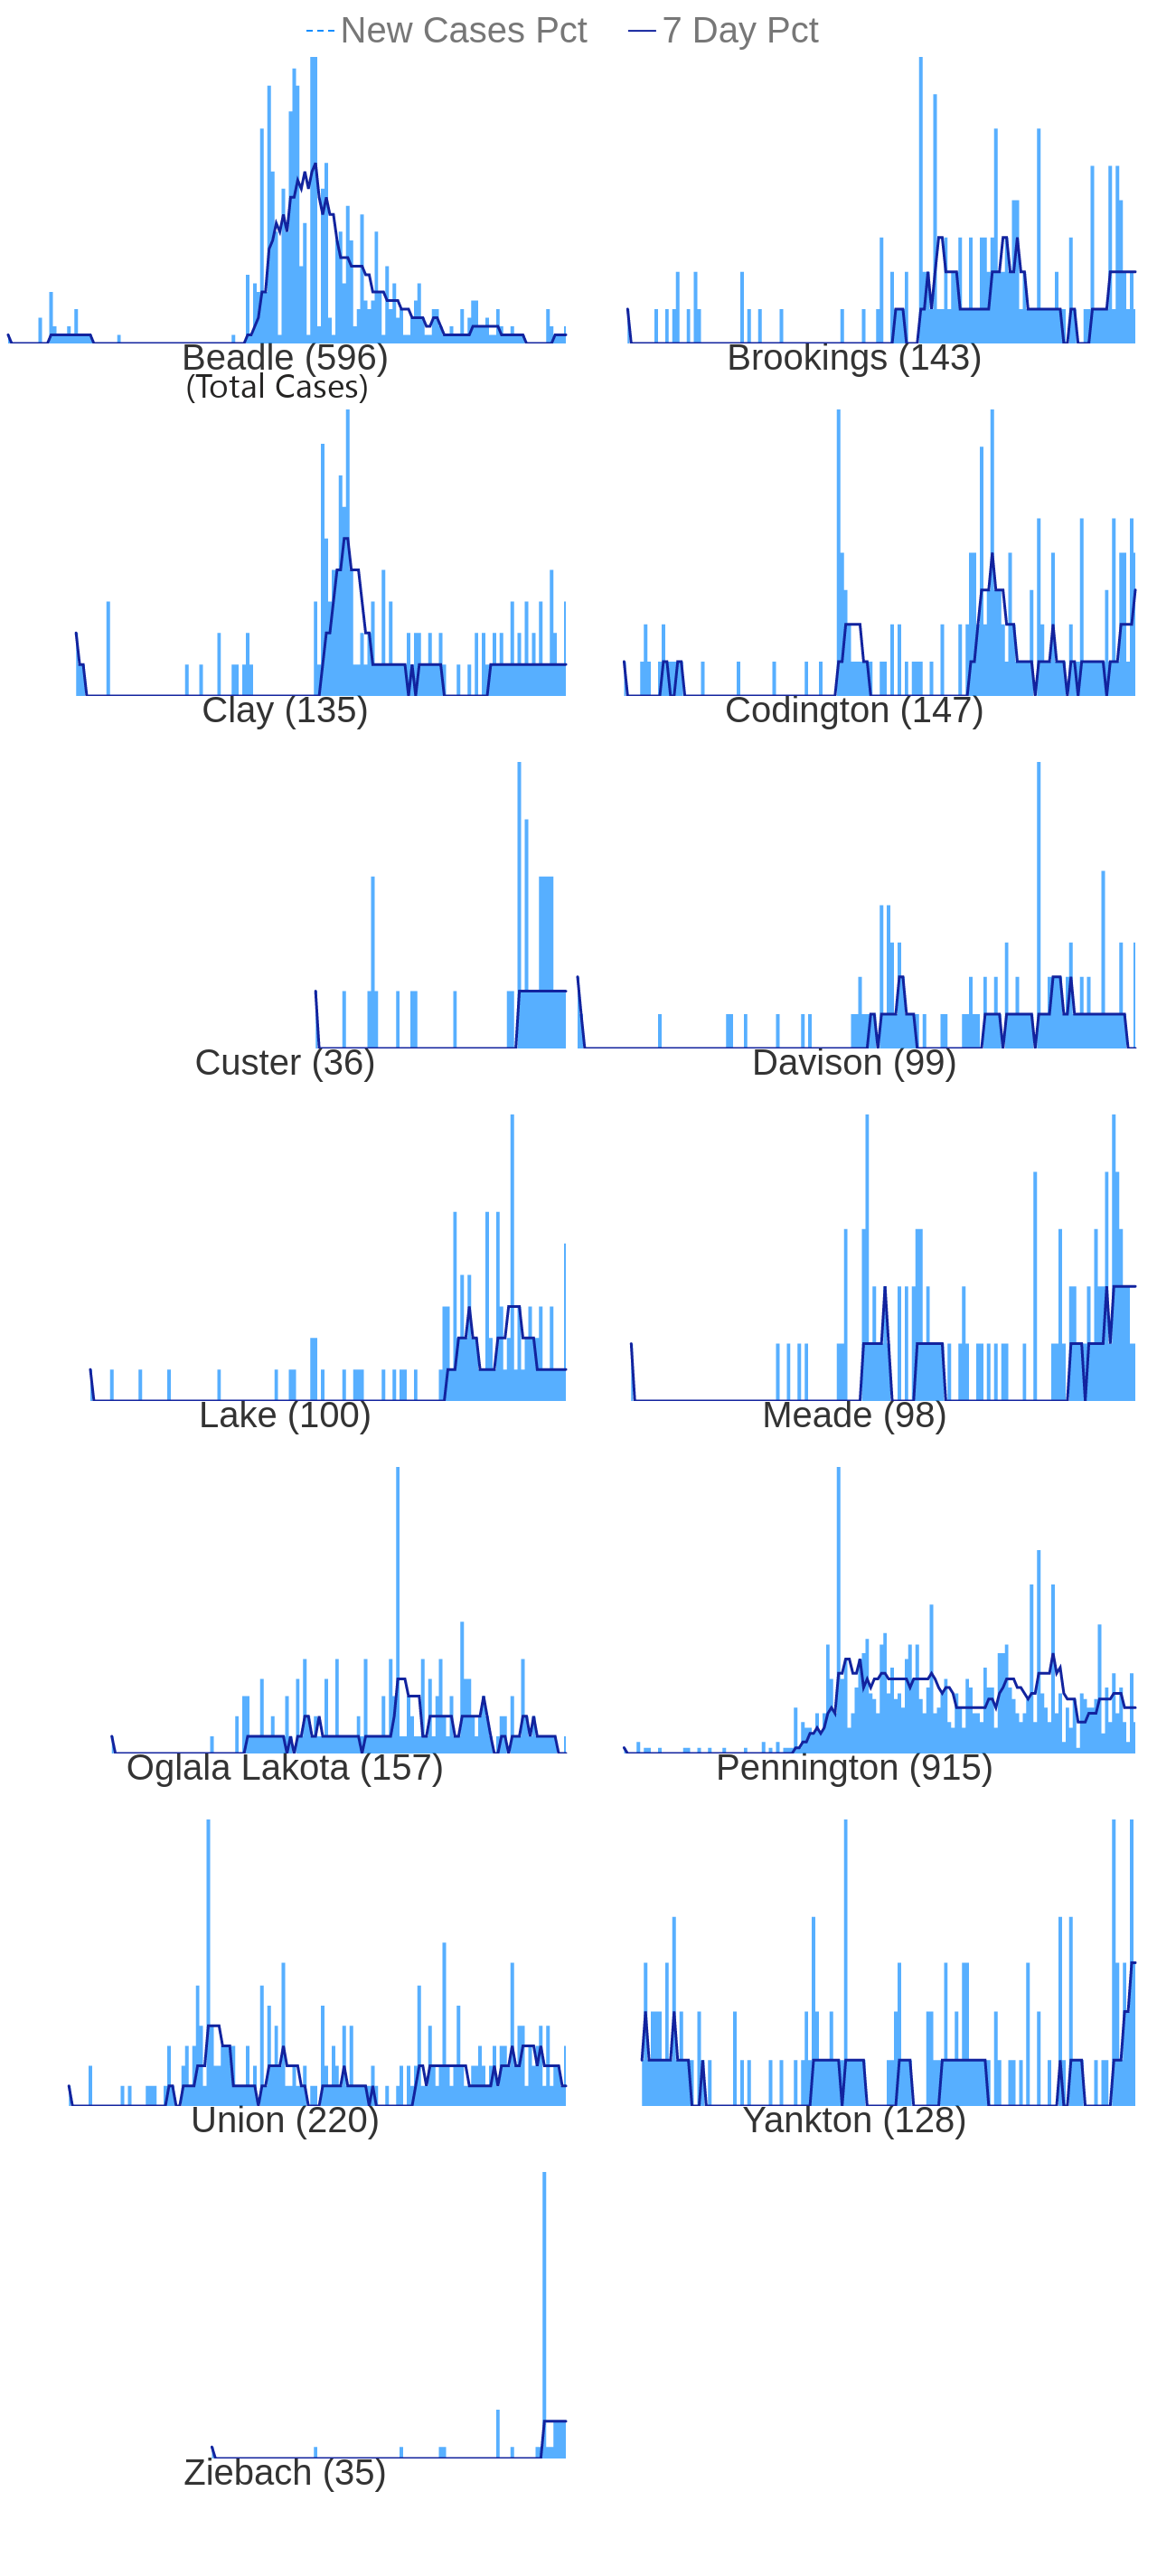 New Cases Pct 7 Day Pct
Beadle (596) Brookings (143)
(Total Cases)
Clay (135) Codington (147)
Custer (36) Davison (99)
Lake (100) Meade (98)
Oglala Lakota (157) Pennington (915)
Union (220) Yankton (128)
Ziebach (35)